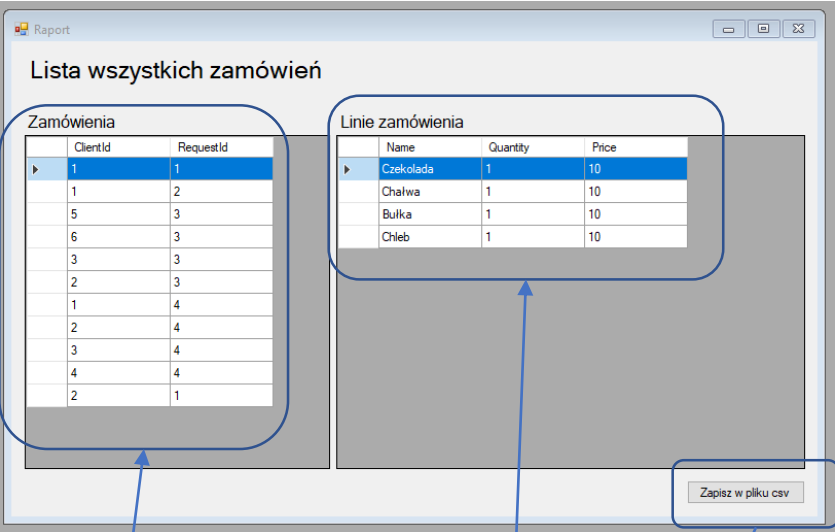 Raport
Lista wszystkich zamówień
Zamówienia
ClientId RequestId
1 1
1 2
5 3
6 3
3 3
2 3
1 4
2 4
3 4
4 4
2 1
Linie zamówienia
Name Quantity Price
Czekolada 1 10
Chałwa 1 10
Bułka 1 10
Chleb 1 10
Zapisz w pliku csv